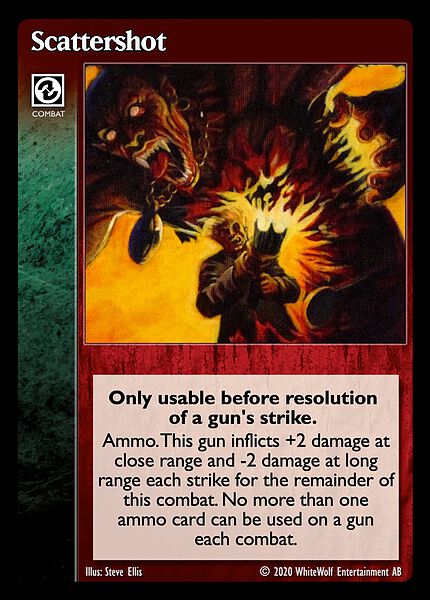 Scattershot
COMBAT
Only usable before resolution
of a gun's strike.
Ammo. This gun inflicts +2 damage at
close range and -2 damage at long
range each strike for the remainder of
this combat. No more than one
ammo card can be used on a gun
each combat.
Illus: Steve Ellis
© 2020 WhiteWolf Entertainment AB